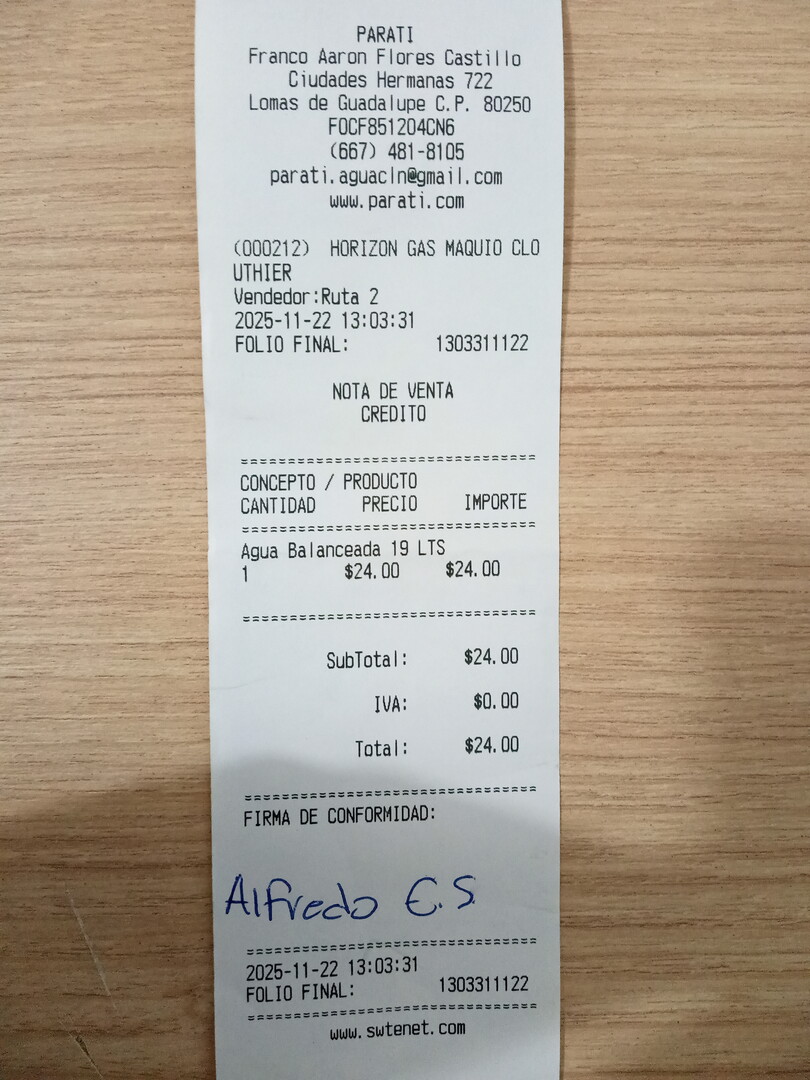 PARATI
Franco Aaron Flores Castillo
Ciudades Hermanas 722
Lomas de Guadalupe C.P. 80250
FOCF851204CN6
(667) 481-8105
parati.aguacln@gmail.com
www.parati.com
(000212) HORIZON GAS MAQUIO CLO
UTHIER
Vendedor:Ruta 2
2025-11-22 13:03:31
FOLIO FINAL: 1303311122
NOTA DE VENTA
CREDITO
CONCEPTO / PRODUCTO
CANTIDAD PRECIO IMPORTE
Agua Balanceada 19 LTS
1 $24.00 $24.00
SubTotal: $24.00
IVA: $0.00
Total: $24.00
FIRMA DE CONFORMIDAD:
Alfredo E.S.
2025-11-22 13:03:31
FOLIO FINAL: 1303311122
www.swtenet.com